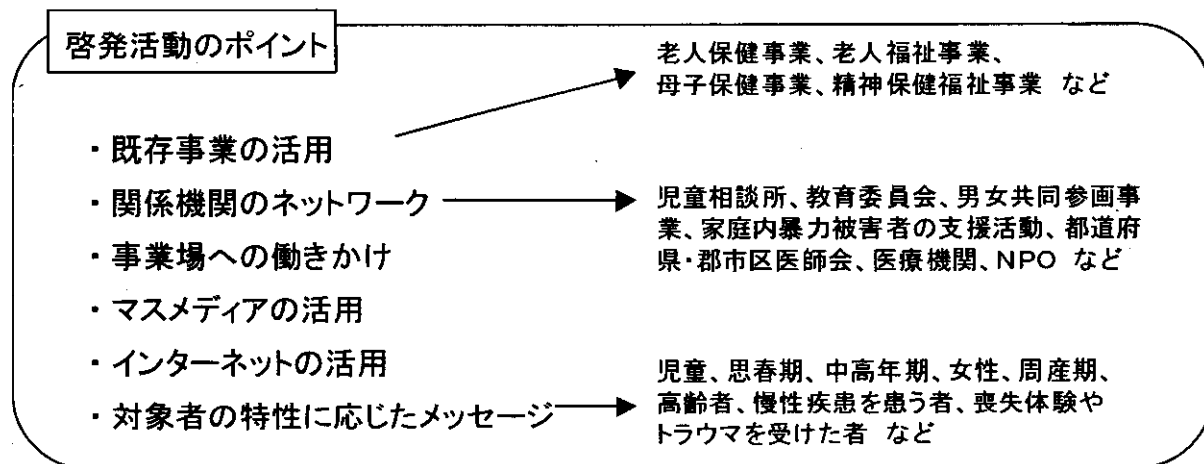 啓発活動のポイント
老人保健事業、老人福祉事業、
母子保健事業、精神保健福祉事業 など
・既存事業の活用
・関係機関のネットワーク
児童相談所、教育委員会、男女共同参画事
業、家庭内暴力被害者の支援活動、都道府
県・郡市区医師会、医療機関、NPO など
・事業場への働きかけ
・マスメディアの活用
・インターネットの活用
・対象者の特性に応じたメッセージ
児童、思春期、中高年期、女性、周産期、
高齢者、慢性疾患を患う者、喪失体験や
トラウマを受けた者 など